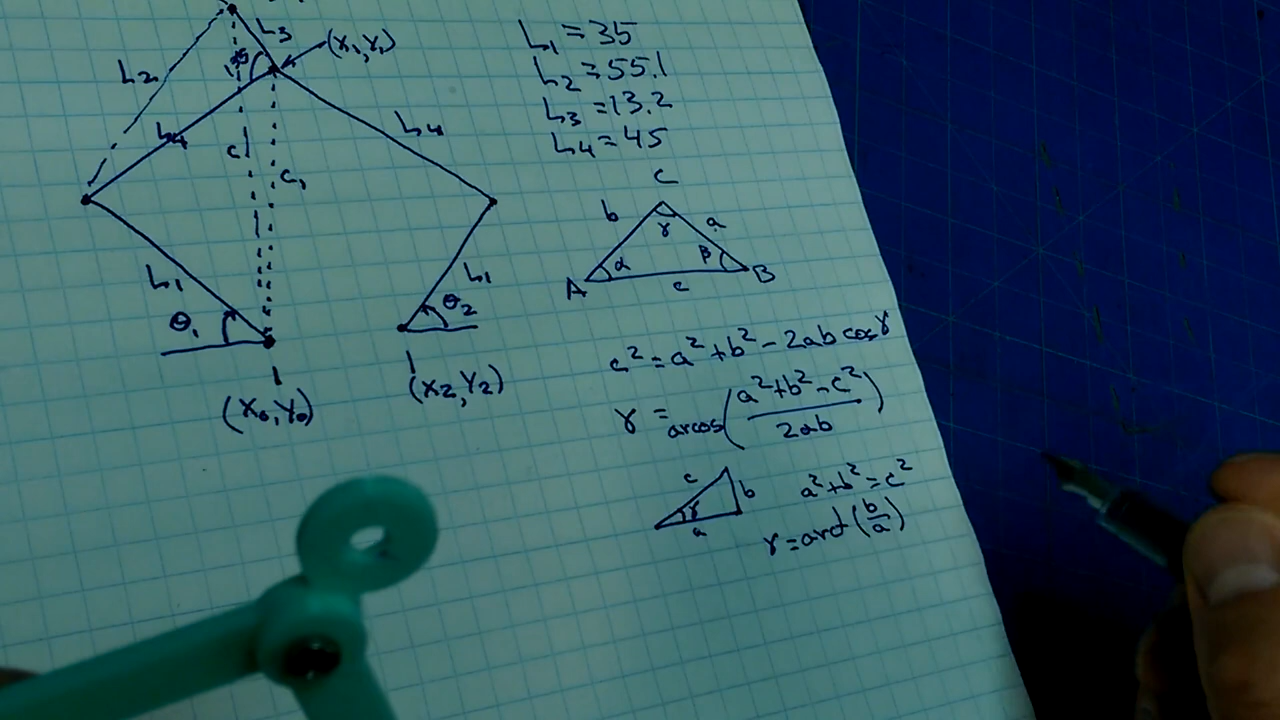 L₃
(X₁,Y₁)
L₂
L₄
L₄
c
c₁
L₁
L₁
θ₁
θ₂
(X₀,Y₀)
(X₂,Y₂)
L₁ = 35
L₂ = 55.1
L₃ = 13.2
L₄ = 45
C
b
γ
a
α
β
A
c
B
c² = a² + b² - 2ab cos γ
γ = arcos( (a² + b² - c²) / 2ab )
c
b
γ
a
a² + b² = c²
γ = arct( b / a )